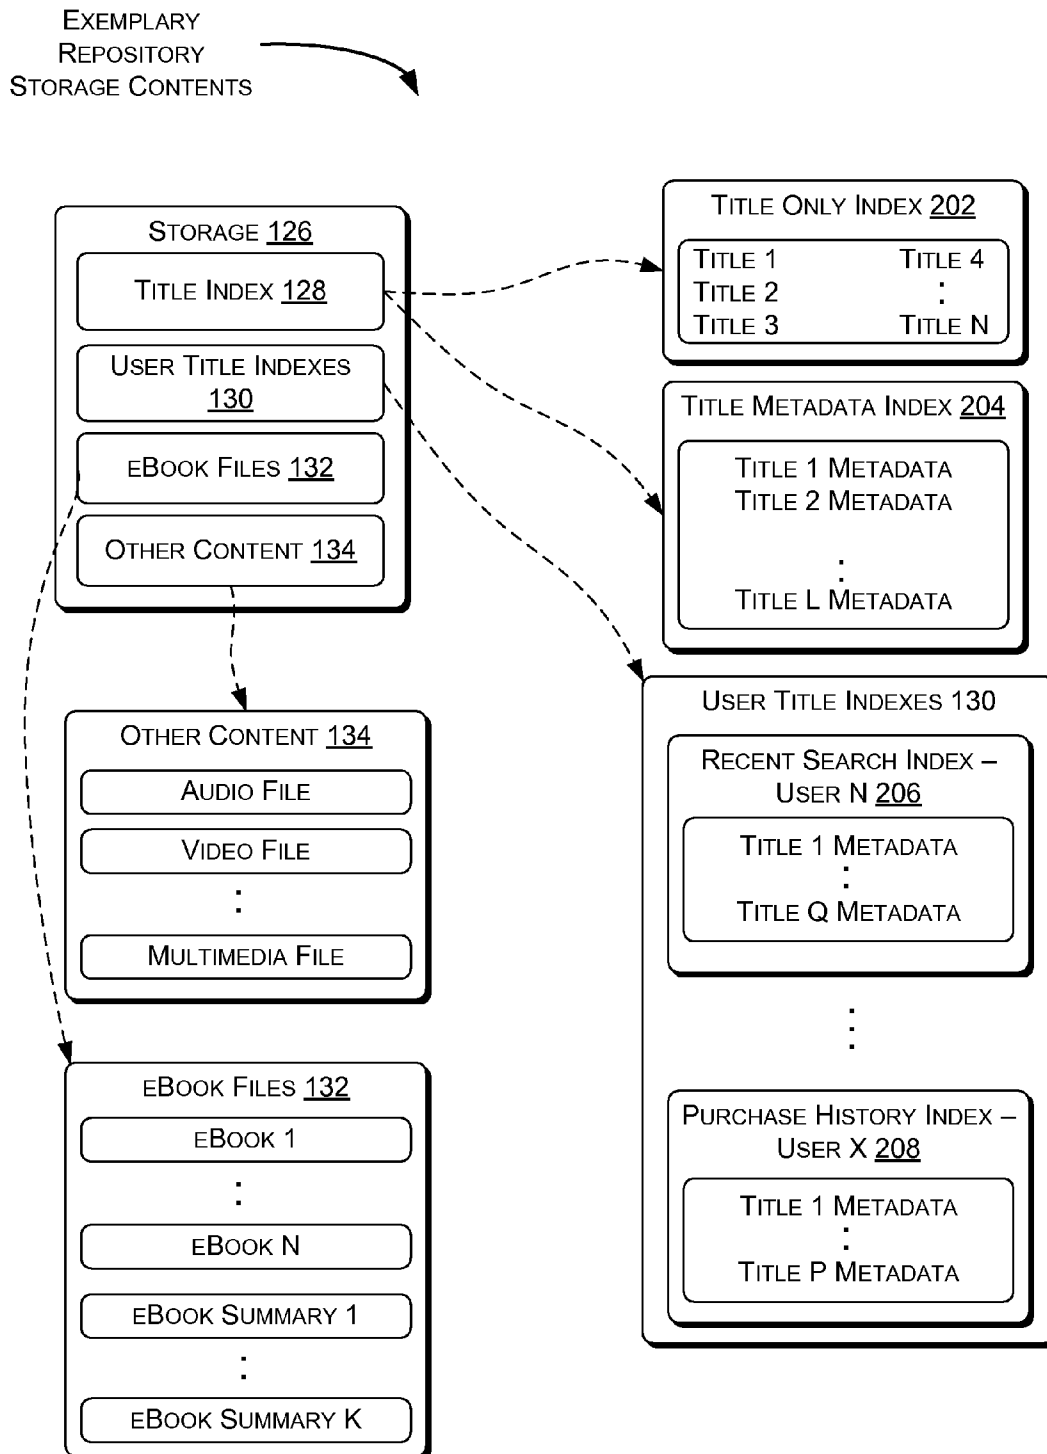 EXEMPLARY
REPOSITORY
STORAGE CONTENTS
STORAGE 126
TITLE INDEX 128
USER TITLE INDEXES
130
EBOOK FILES 132
OTHER CONTENT 134
TITLE ONLY INDEX 202
TITLE 1 TITLE 4
TITLE 2 ⋮
TITLE 3 TITLE N
TITLE METADATA INDEX 204
TITLE 1 METADATA
TITLE 2 METADATA
⋮
TITLE L METADATA
OTHER CONTENT 134
AUDIO FILE
VIDEO FILE
⋮
MULTIMEDIA FILE
USER TITLE INDEXES 130
RECENT SEARCH INDEX –
USER N 206
TITLE 1 METADATA
⋮
TITLE Q METADATA
⋮
PURCHASE HISTORY INDEX –
USER X 208
TITLE 1 METADATA
⋮
TITLE P METADATA
EBOOK FILES 132
EBOOK 1
⋮
EBOOK N
EBOOK SUMMARY 1
⋮
EBOOK SUMMARY K